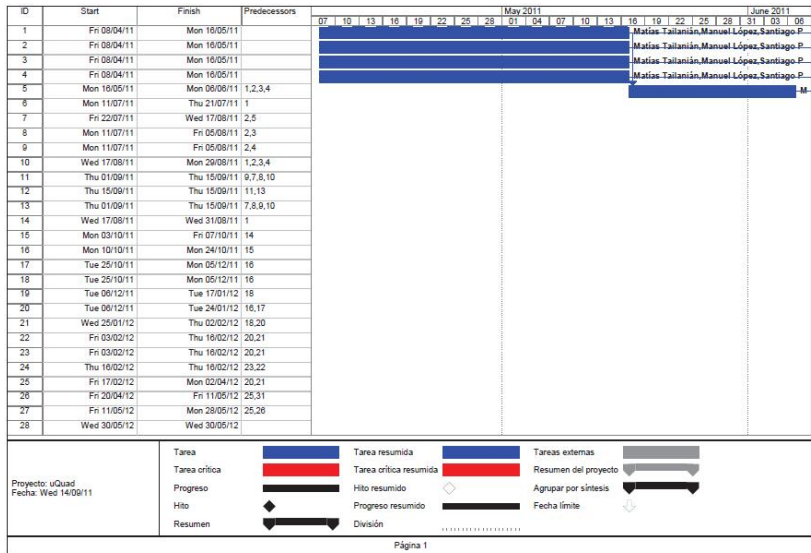 ID Start Finish Predecessors May 2011 June 2011
07 10 13 16 19 22 25 28 01 04 07 10 13 16 19 22 25 28 31 03 06
1 Fri 08/04/11 Mon 16/05/11 Matías Tailanián,Manuel López,Santiago P
2 Fri 08/04/11 Mon 16/05/11 Matías Tailanián,Manuel López,Santiago P
3 Fri 08/04/11 Mon 16/05/11 Matías Tailanián,Manuel López,Santiago P
4 Fri 08/04/11 Mon 16/05/11 Matías Tailanián,Manuel López,Santiago P
5 Mon 16/05/11 Mon 06/06/11 1,2,3,4 M
6 Mon 11/07/11 Thu 21/07/11 1
7 Fri 22/07/11 Wed 17/08/11 2,5
8 Mon 11/07/11 Fri 05/08/11 2,3
9 Mon 11/07/11 Fri 05/08/11 2,4
10 Wed 17/08/11 Mon 29/08/11 1,2,3,4
11 Thu 01/09/11 Thu 15/09/11 9,7,8,10
12 Thu 15/09/11 Thu 15/09/11 11,13
13 Thu 01/09/11 Thu 15/09/11 7,8,9,10
14 Wed 17/08/11 Wed 31/08/11 1
15 Mon 03/10/11 Fri 07/10/11 14
16 Mon 10/10/11 Mon 24/10/11 15
17 Tue 25/10/11 Mon 05/12/11 16
18 Tue 25/10/11 Mon 05/12/11 16
19 Tue 06/12/11 Tue 17/01/12 18
20 Tue 06/12/11 Tue 24/01/12 16,17
21 Wed 25/01/12 Thu 02/02/12 18,20
22 Fri 03/02/12 Thu 16/02/12 20,21
23 Fri 03/02/12 Thu 16/02/12 20,21
24 Thu 16/02/12 Thu 16/02/12 23,22
25 Fri 17/02/12 Mon 02/04/12 20,21
26 Fri 20/04/12 Fri 11/05/12 25,31
27 Fri 11/05/12 Mon 28/05/12 25,26
28 Wed 30/05/12 Wed 30/05/12
Proyecto: uQuad
Fecha: Wed 14/09/11
Tarea Tarea resumida Tareas externas
Tarea crítica Tarea crítica resumida Resumen del proyecto
Progreso Hito resumido Agrupar por síntesis
Hito Progreso resumido Fecha límite
Resumen División
Página 1